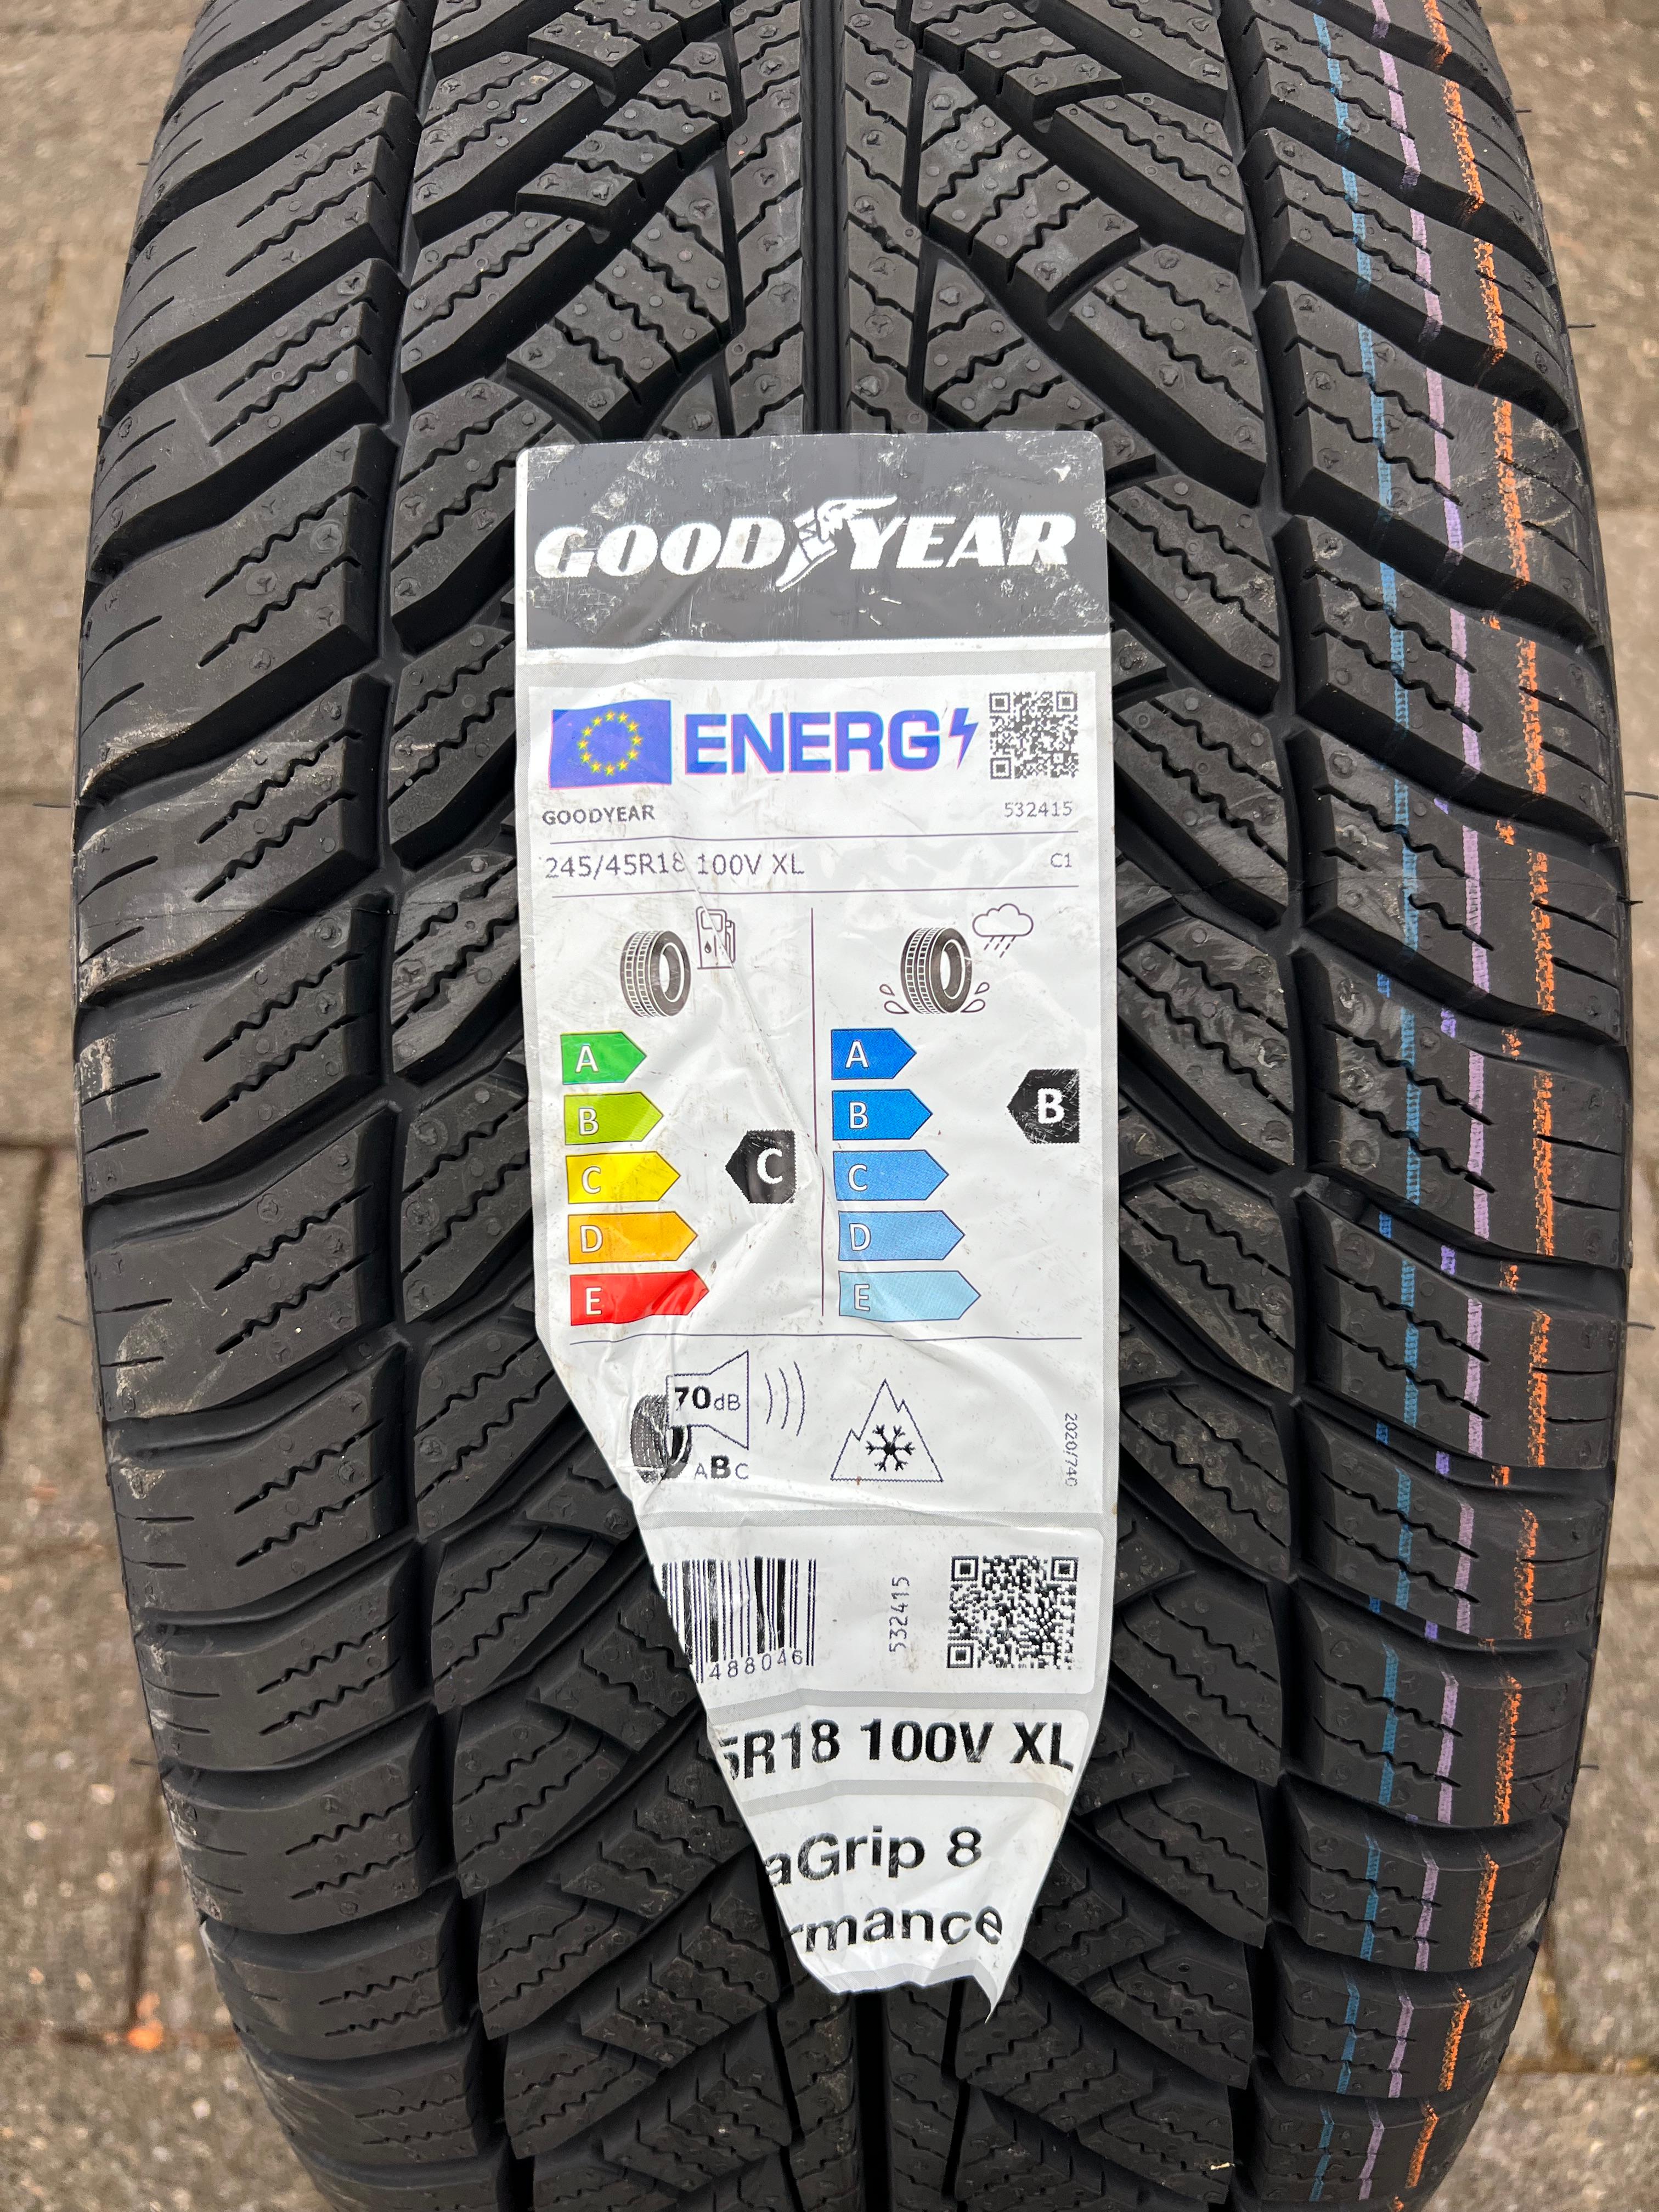 GOODYEAR
ENERG
GOODYEAR 532415
245/45R18 100V XL C1
A A
B B B
C C C
D D
E E
70dB
ABC
2020/740
488046
532415
5R18 100V XL
aGrip 8
rmance